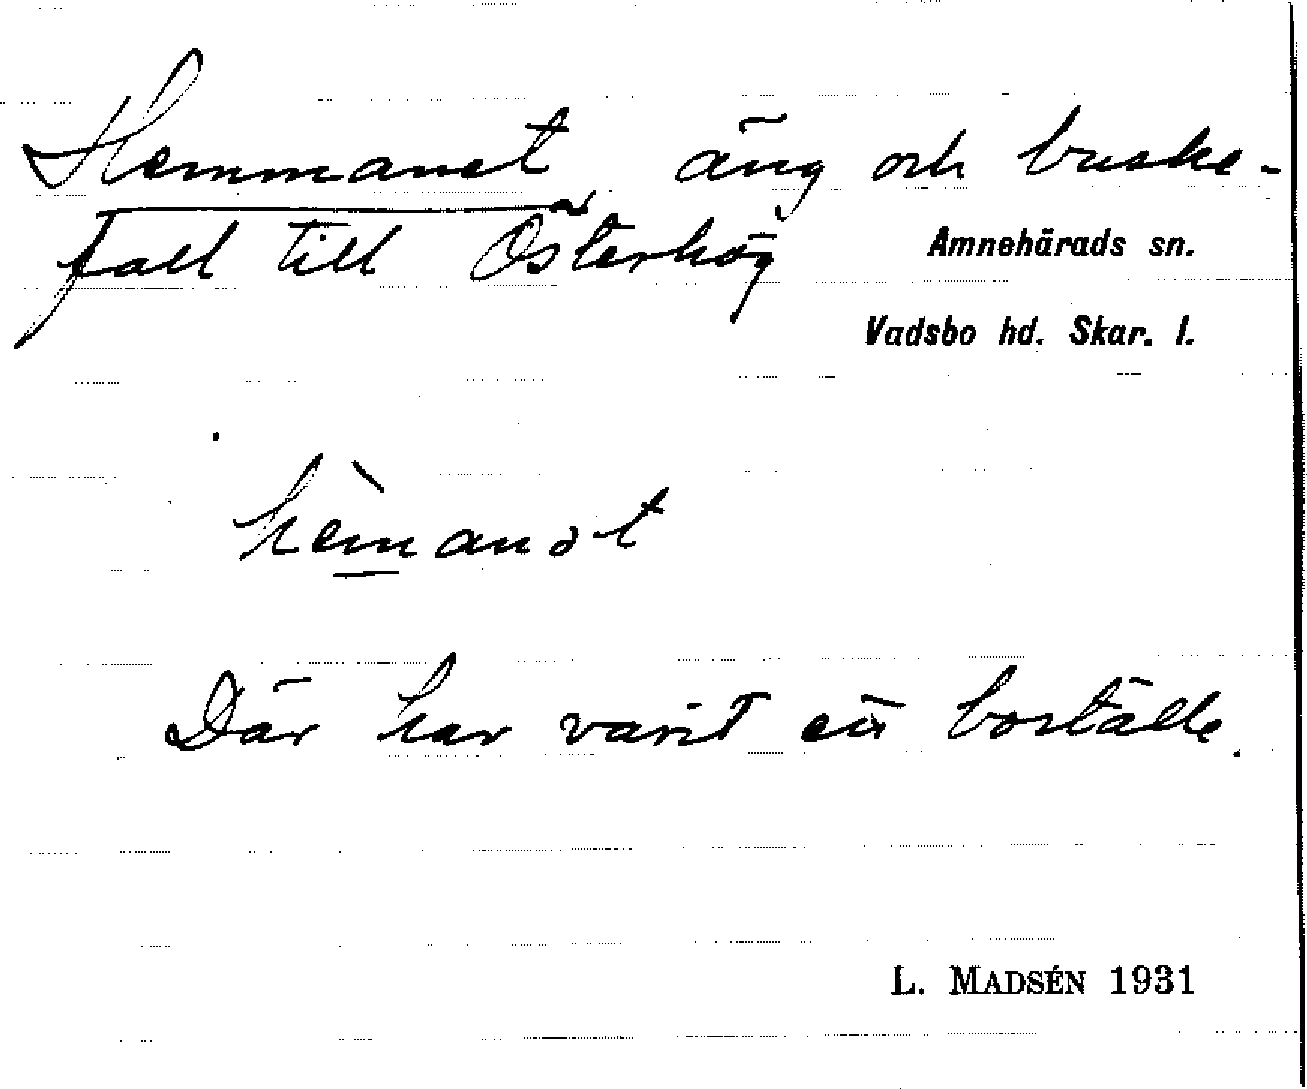 Hemmanet, äng och buske-
fall till Österhög
Amnehärads sn.
Vadsbo hd. Skar. l.
hèmanət
Där har varit ett boställe.
L. MADSÉN 1931